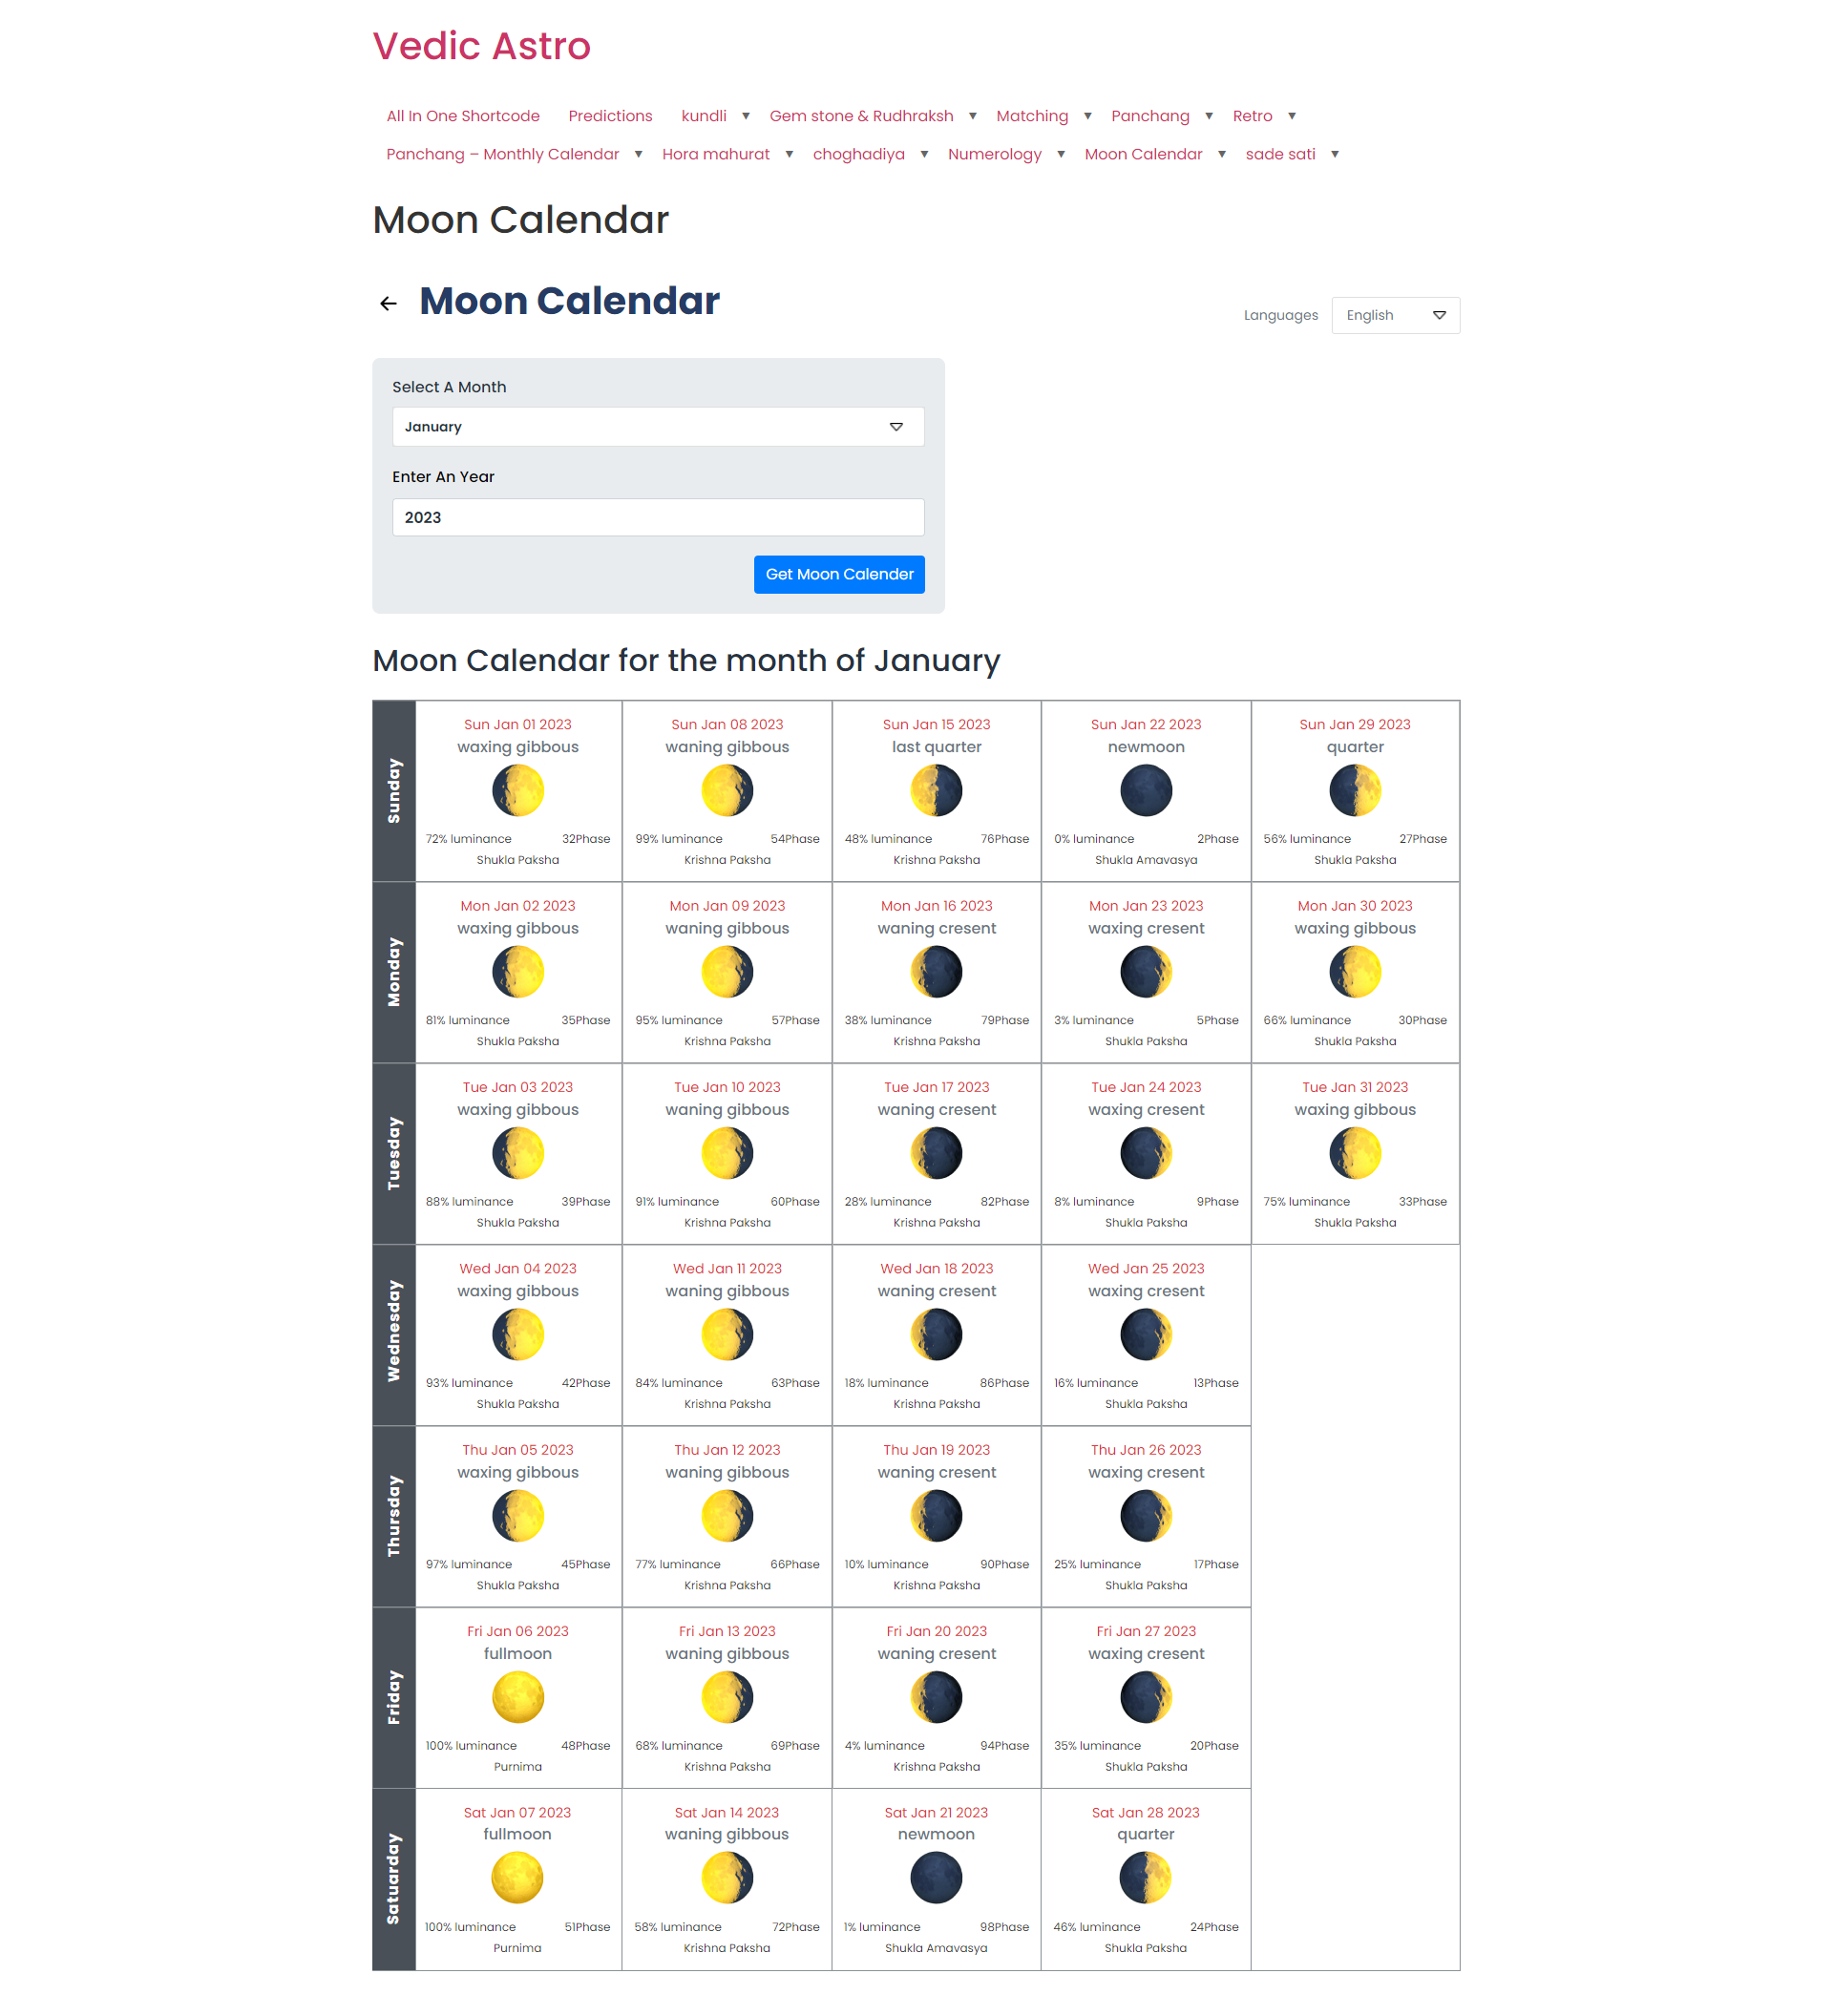 Vedic Astro
All In One Shortcode Predictions kundli Gem stone & Rudhraksh Matching Panchang Retro
Panchang – Monthly Calendar Hora mahurat choghadiya Numerology Moon Calendar sade sati
Moon Calendar
Moon Calendar
Languages English
Select A Month
January
Enter An Year
2023
Get Moon Calender
Moon Calendar for the month of January
Sunday
Sun Jan 01 2023 Sun Jan 08 2023 Sun Jan 15 2023 Sun Jan 22 2023 Sun Jan 29 2023
waxing gibbous waning gibbous last quarter newmoon quarter
72% luminance 32Phase 99% luminance 54Phase 48% luminance 76Phase 0% luminance 2Phase 56% luminance 27Phase
Shukla Paksha Krishna Paksha Krishna Paksha Shukla Amavasya Shukla Paksha
Monday
Mon Jan 02 2023 Mon Jan 09 2023 Mon Jan 16 2023 Mon Jan 23 2023 Mon Jan 30 2023
waxing gibbous waning gibbous waning cresent waxing cresent waxing gibbous
81% luminance 35Phase 95% luminance 57Phase 38% luminance 79Phase 3% luminance 5Phase 66% luminance 30Phase
Shukla Paksha Krishna Paksha Krishna Paksha Shukla Paksha Shukla Paksha
Tuesday
Tue Jan 03 2023 Tue Jan 10 2023 Tue Jan 17 2023 Tue Jan 24 2023 Tue Jan 31 2023
waxing gibbous waning gibbous waning cresent waxing cresent waxing gibbous
88% luminance 39Phase 91% luminance 60Phase 28% luminance 82Phase 8% luminance 9Phase 75% luminance 33Phase
Shukla Paksha Krishna Paksha Krishna Paksha Shukla Paksha Shukla Paksha
Wednesday
Wed Jan 04 2023 Wed Jan 11 2023 Wed Jan 18 2023 Wed Jan 25 2023
waxing gibbous waning gibbous waning cresent waxing cresent
93% luminance 42Phase 84% luminance 63Phase 18% luminance 86Phase 16% luminance 13Phase
Shukla Paksha Krishna Paksha Krishna Paksha Shukla Paksha
Thursday
Thu Jan 05 2023 Thu Jan 12 2023 Thu Jan 19 2023 Thu Jan 26 2023
waxing gibbous waning gibbous waning cresent waxing cresent
97% luminance 45Phase 77% luminance 66Phase 10% luminance 90Phase 25% luminance 17Phase
Shukla Paksha Krishna Paksha Krishna Paksha Shukla Paksha
Friday
Fri Jan 06 2023 Fri Jan 13 2023 Fri Jan 20 2023 Fri Jan 27 2023
fullmoon waning gibbous waning cresent waxing cresent
100% luminance 48Phase 68% luminance 69Phase 4% luminance 94Phase 35% luminance 20Phase
Purnima Krishna Paksha Krishna Paksha Shukla Paksha
Satuarday
Sat Jan 07 2023 Sat Jan 14 2023 Sat Jan 21 2023 Sat Jan 28 2023
fullmoon waning gibbous newmoon quarter
100% luminance 51Phase 58% luminance 72Phase 1% luminance 98Phase 46% luminance 24Phase
Purnima Krishna Paksha Shukla Amavasya Shukla Paksha